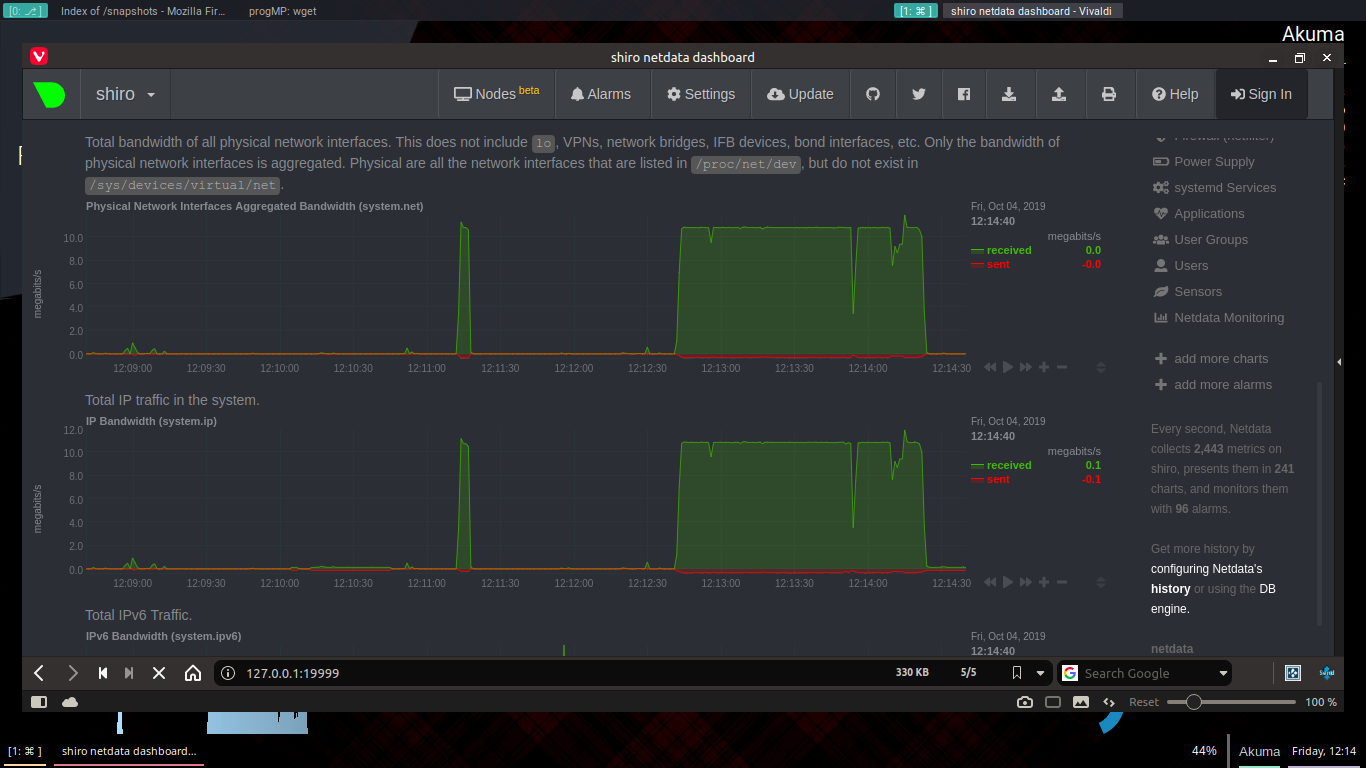 [0: ⎇ ] Index of /snapshots - Mozilla Fir... progMP: wget [1: ⌘ ] shiro netdata dashboard - Vivaldi
Akuma
shiro netdata dashboard
shiro Nodes beta Alarms Settings Update Help Sign In
Total bandwidth of all physical network interfaces. This does not include lo, VPNs, network bridges, IFB devices, bond interfaces, etc. Only the bandwidth of
physical network interfaces is aggregated. Physical are all the network interfaces that are listed in /proc/net/dev, but do not exist in
/sys/devices/virtual/net.
Physical Network Interfaces Aggregated Bandwidth (system.net)
Fri, Oct 04, 2019
12:14:40
megabits/s
received 0.0
sent -0.0
megabits/s
10.0
8.0
6.0
4.0
2.0
0.0
12:09:00 12:09:30 12:10:00 12:10:30 12:11:00 12:11:30 12:12:00 12:12:30 12:13:00 12:13:30 12:14:00 12:14:30
Total IP traffic in the system.
IP Bandwidth (system.ip)
Fri, Oct 04, 2019
12:14:40
megabits/s
received 0.1
sent -0.1
megabits/s
12.0
10.0
8.0
6.0
4.0
2.0
0.0
12:09:00 12:09:30 12:10:00 12:10:30 12:11:00 12:11:30 12:12:00 12:12:30 12:13:00 12:13:30 12:14:00 12:14:30
Total IPv6 Traffic.
IPv6 Bandwidth (system.ipv6)
Fri, Oct 04, 2019
12:14:40
Firewall (netfilter)
Power Supply
systemd Services
Applications
User Groups
Users
Sensors
Netdata Monitoring
add more charts
add more alarms
Every second, Netdata
collects 2,443 metrics on
shiro, presents them in 241
charts, and monitors them
with 96 alarms.
Get more history by
configuring Netdata's
history or using the DB
engine.
netdata
127.0.0.1:19999 330 KB 5/5 Search Google
Reset 100 %
[1: ⌘ ] shiro netdata dashboard... 44% Akuma Friday, 12:14